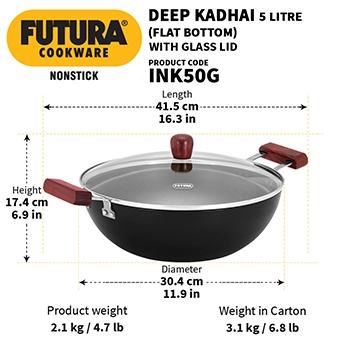 FUTURA®
COOKWARE
NONSTICK
DEEP KADHAI 5 LITRE
(FLAT BOTTOM)
WITH GLASS LID
PRODUCT CODE
INK50G
Length
41.5 cm
16.3 in
Height
17.4 cm
6.9 in
FUTURA
Diameter
30.4 cm
11.9 in
Product weight
2.1 kg / 4.7 lb
Weight in Carton
3.1 kg / 6.8 lb